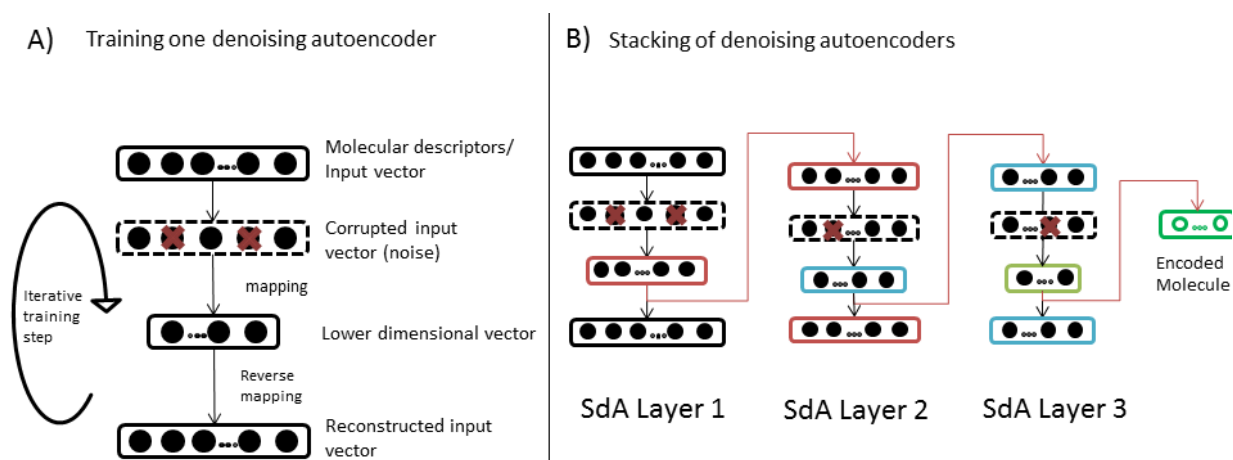 A) Training one denoising autoencoder
Molecular descriptors/
Input vector
Corrupted input
vector (noise)
mapping
Iterative
training
step
Lower dimensional vector
Reverse
mapping
Reconstructed input
vector
B) Stacking of denoising autoencoders
Encoded
Molecule
SdA Layer 1
SdA Layer 2
SdA Layer 3